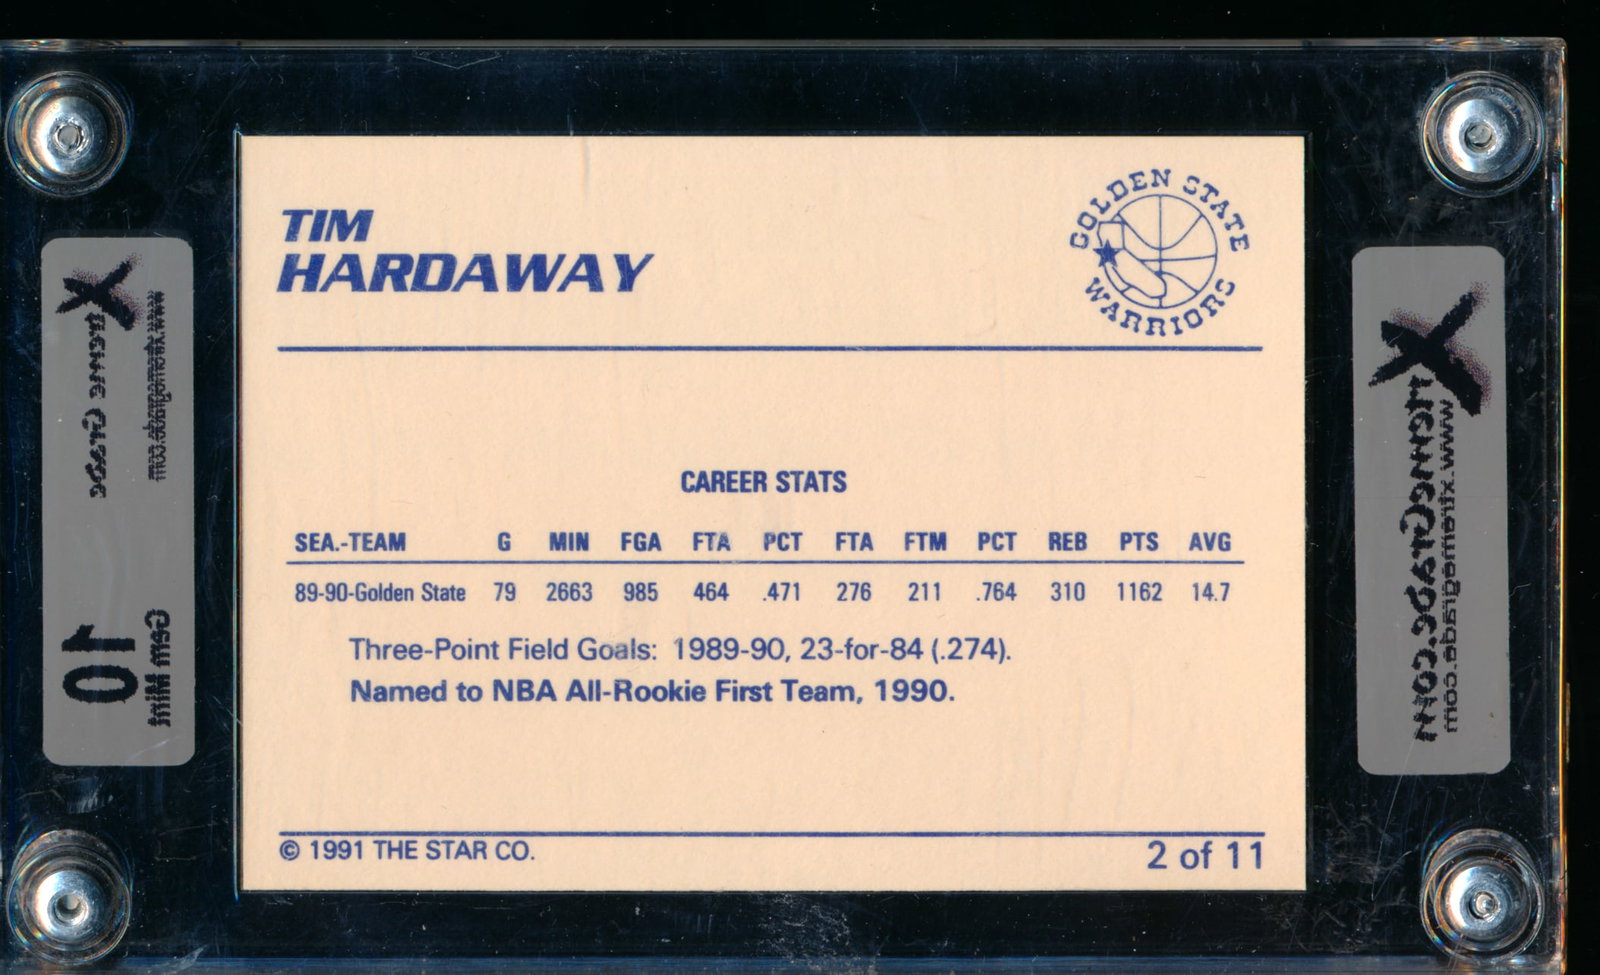 TIM
HARDAWAY
GOLDEN STATE
WARRIORS
CAREER STATS
SEA.-TEAM G MIN FGA FTA PCT FTA FTM PCT REB PTS AVG
89-90-Golden State 79 2663 985 464 .471 276 211 .764 310 1162 14.7
Three-Point Field Goals: 1989-90, 23-for-84 (.274).
Named to NBA All-Rookie First Team, 1990.
© 1991 THE STAR CO.
2 of 11
Gem Mint
10
XtremeGrade.com
www.xtremegrade.com